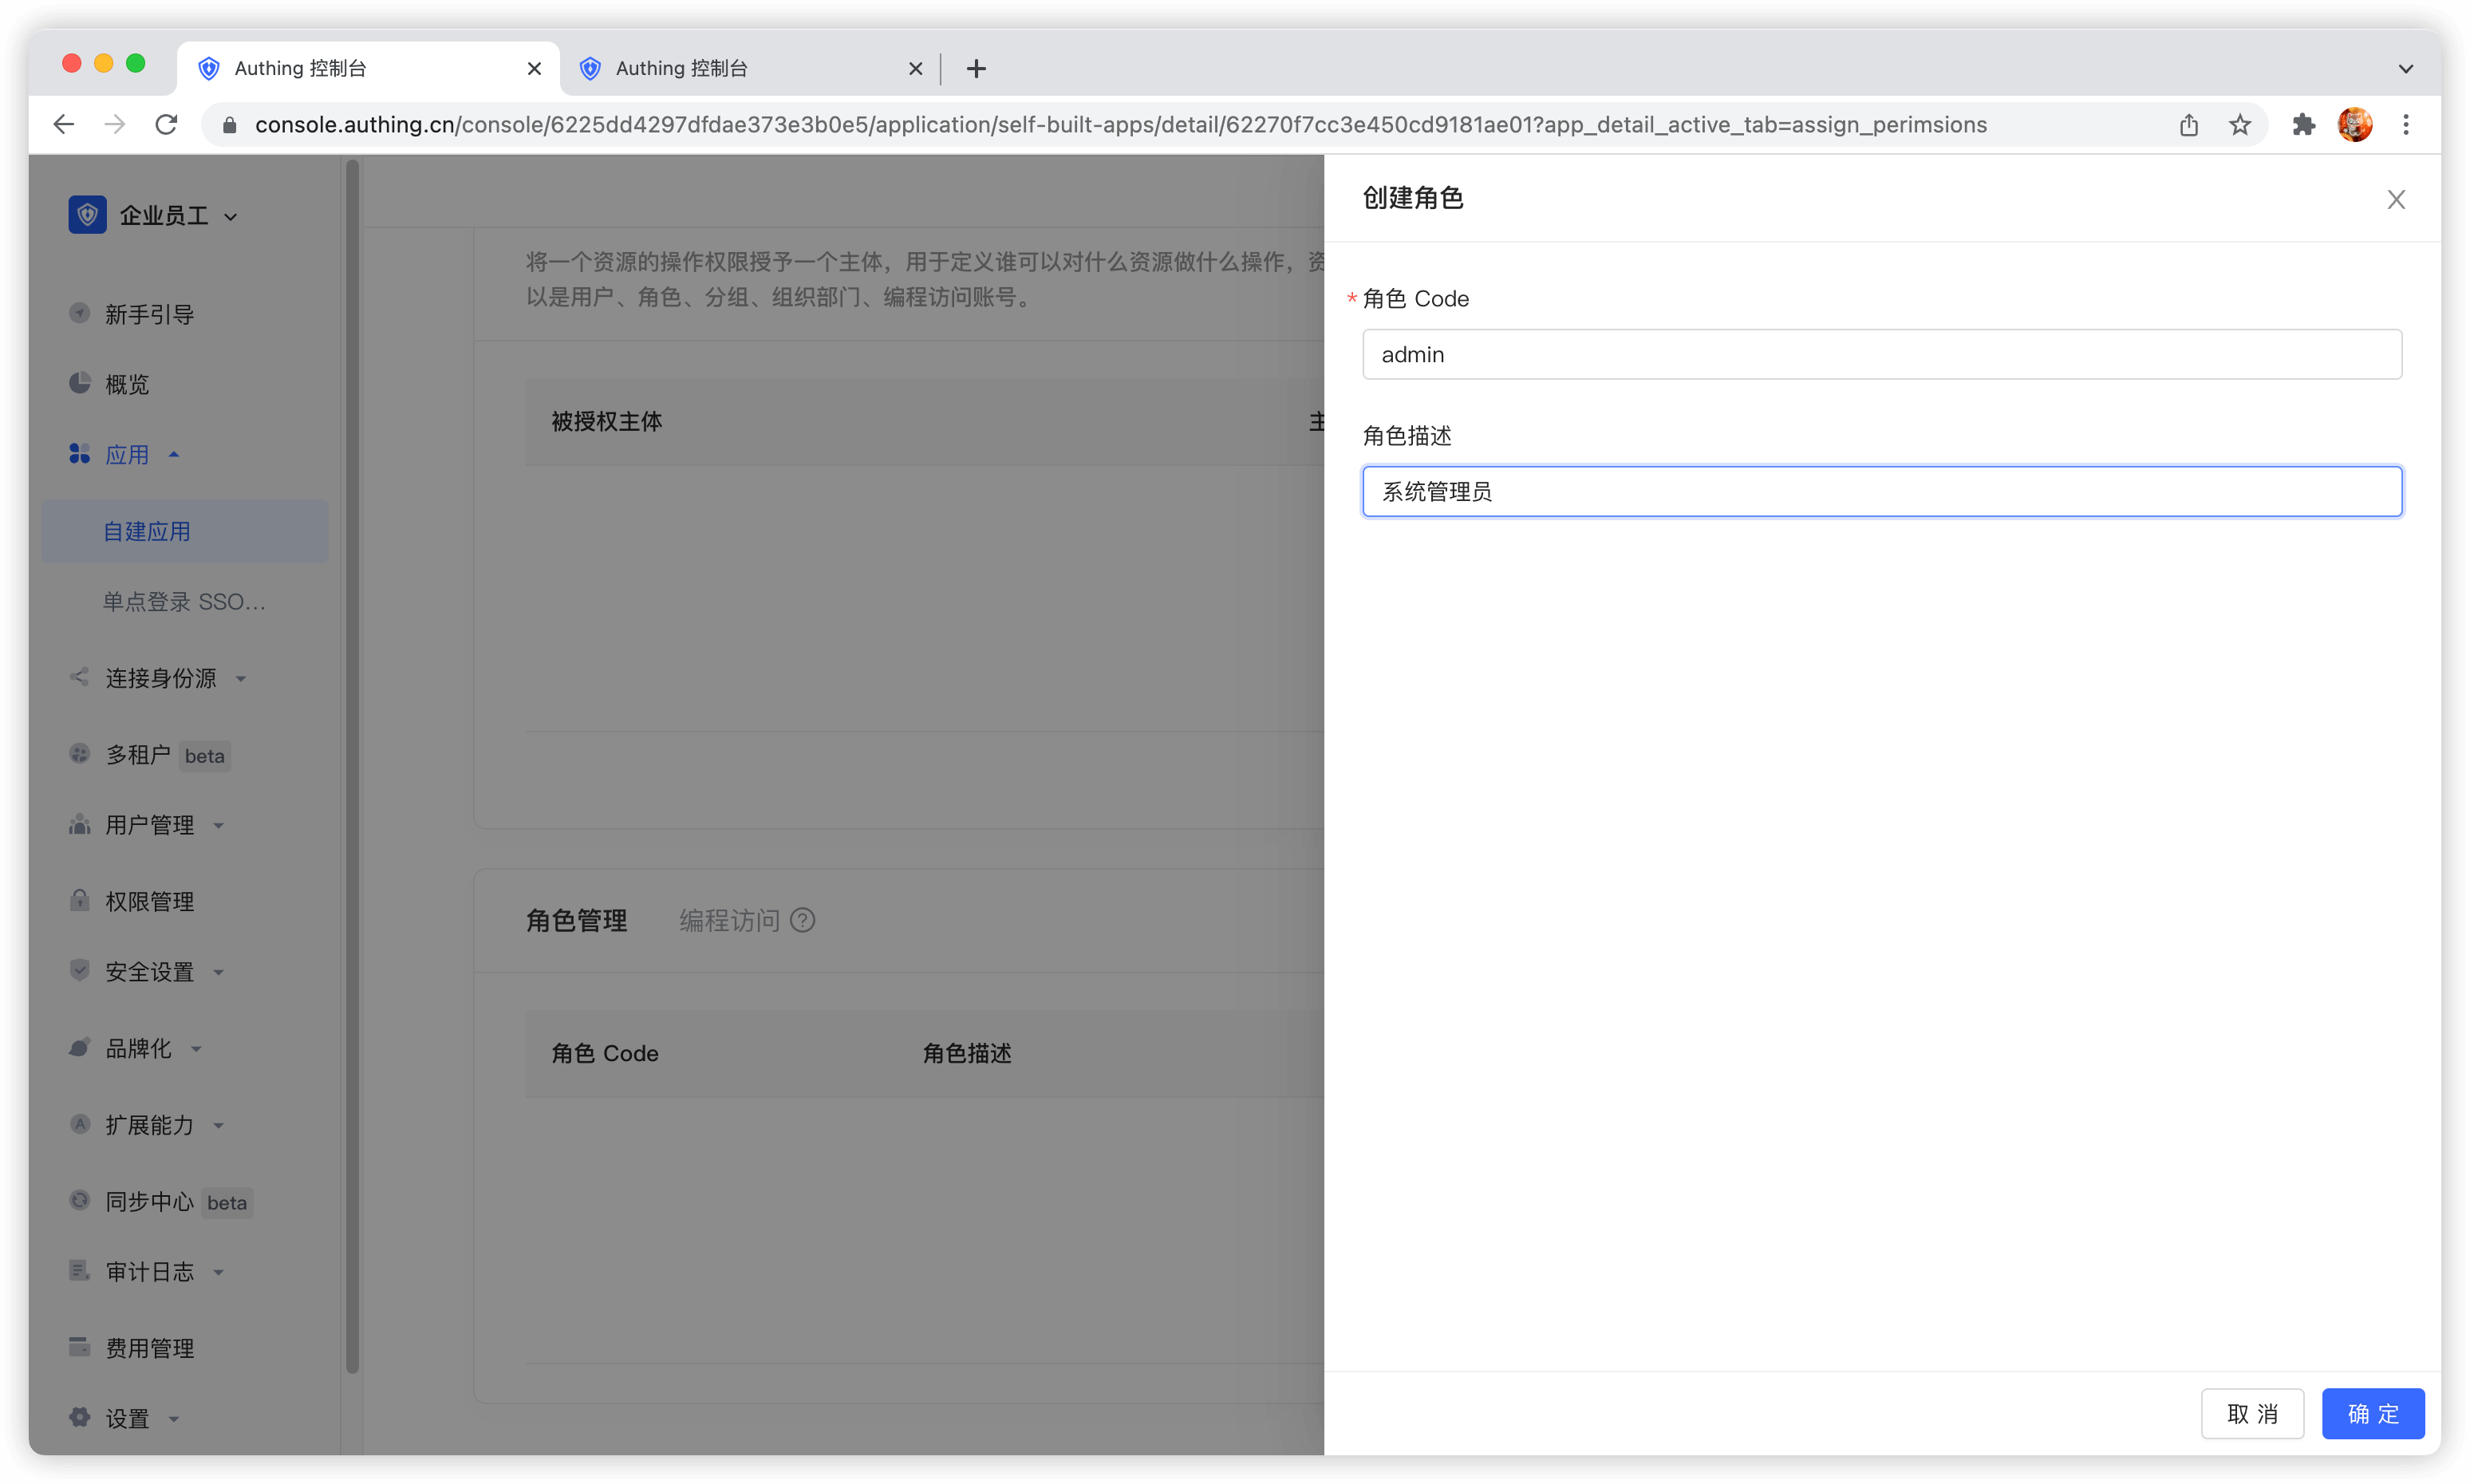 Authing 控制台
Authing 控制台
console.authing.cn/console/6225dd4297dfdae373e3b0e5/application/self-built-apps/detail/62270f7cc3e450cd9181ae01?app_detail_active_tab=assign_perimsions
企业员工
新手引导
概览
应用
自建应用
单点登录 SSO...
连接身份源
多租户 beta
用户管理
权限管理
安全设置
品牌化
扩展能力
同步中心 beta
审计日志
费用管理
设置
将一个资源的操作权限授予一个主体，用于定义谁可以对什么资源做什么操作，资
以是用户、角色、分组、组织部门、编程访问账号。
被授权主体 主
角色管理 编程访问 ?
角色 Code 角色描述
创建角色
* 角色 Code
admin
角色描述
系统管理员
取 消 确 定